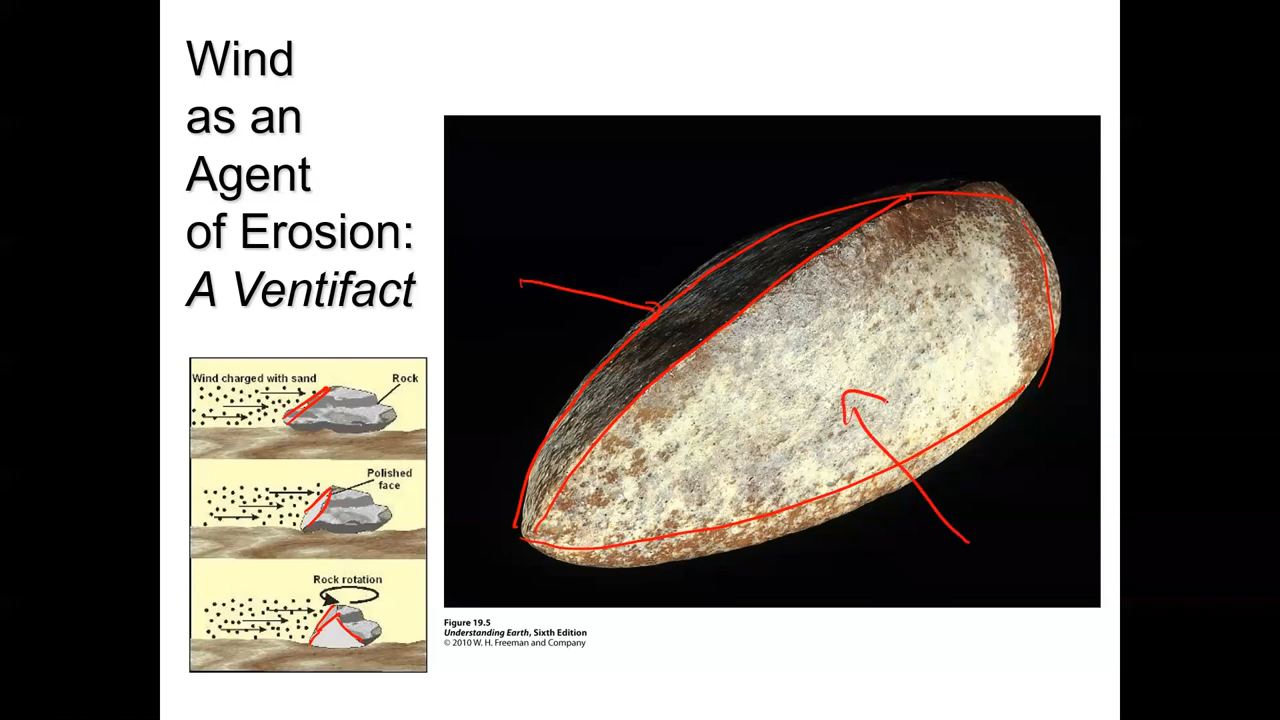 Wind
as an
Agent
of Erosion:
A Ventifact
Wind charged with sand
Rock
Polished
face
Rock rotation
Figure 19.5
Understanding Earth, Sixth Edition
© 2010 W. H. Freeman and Company